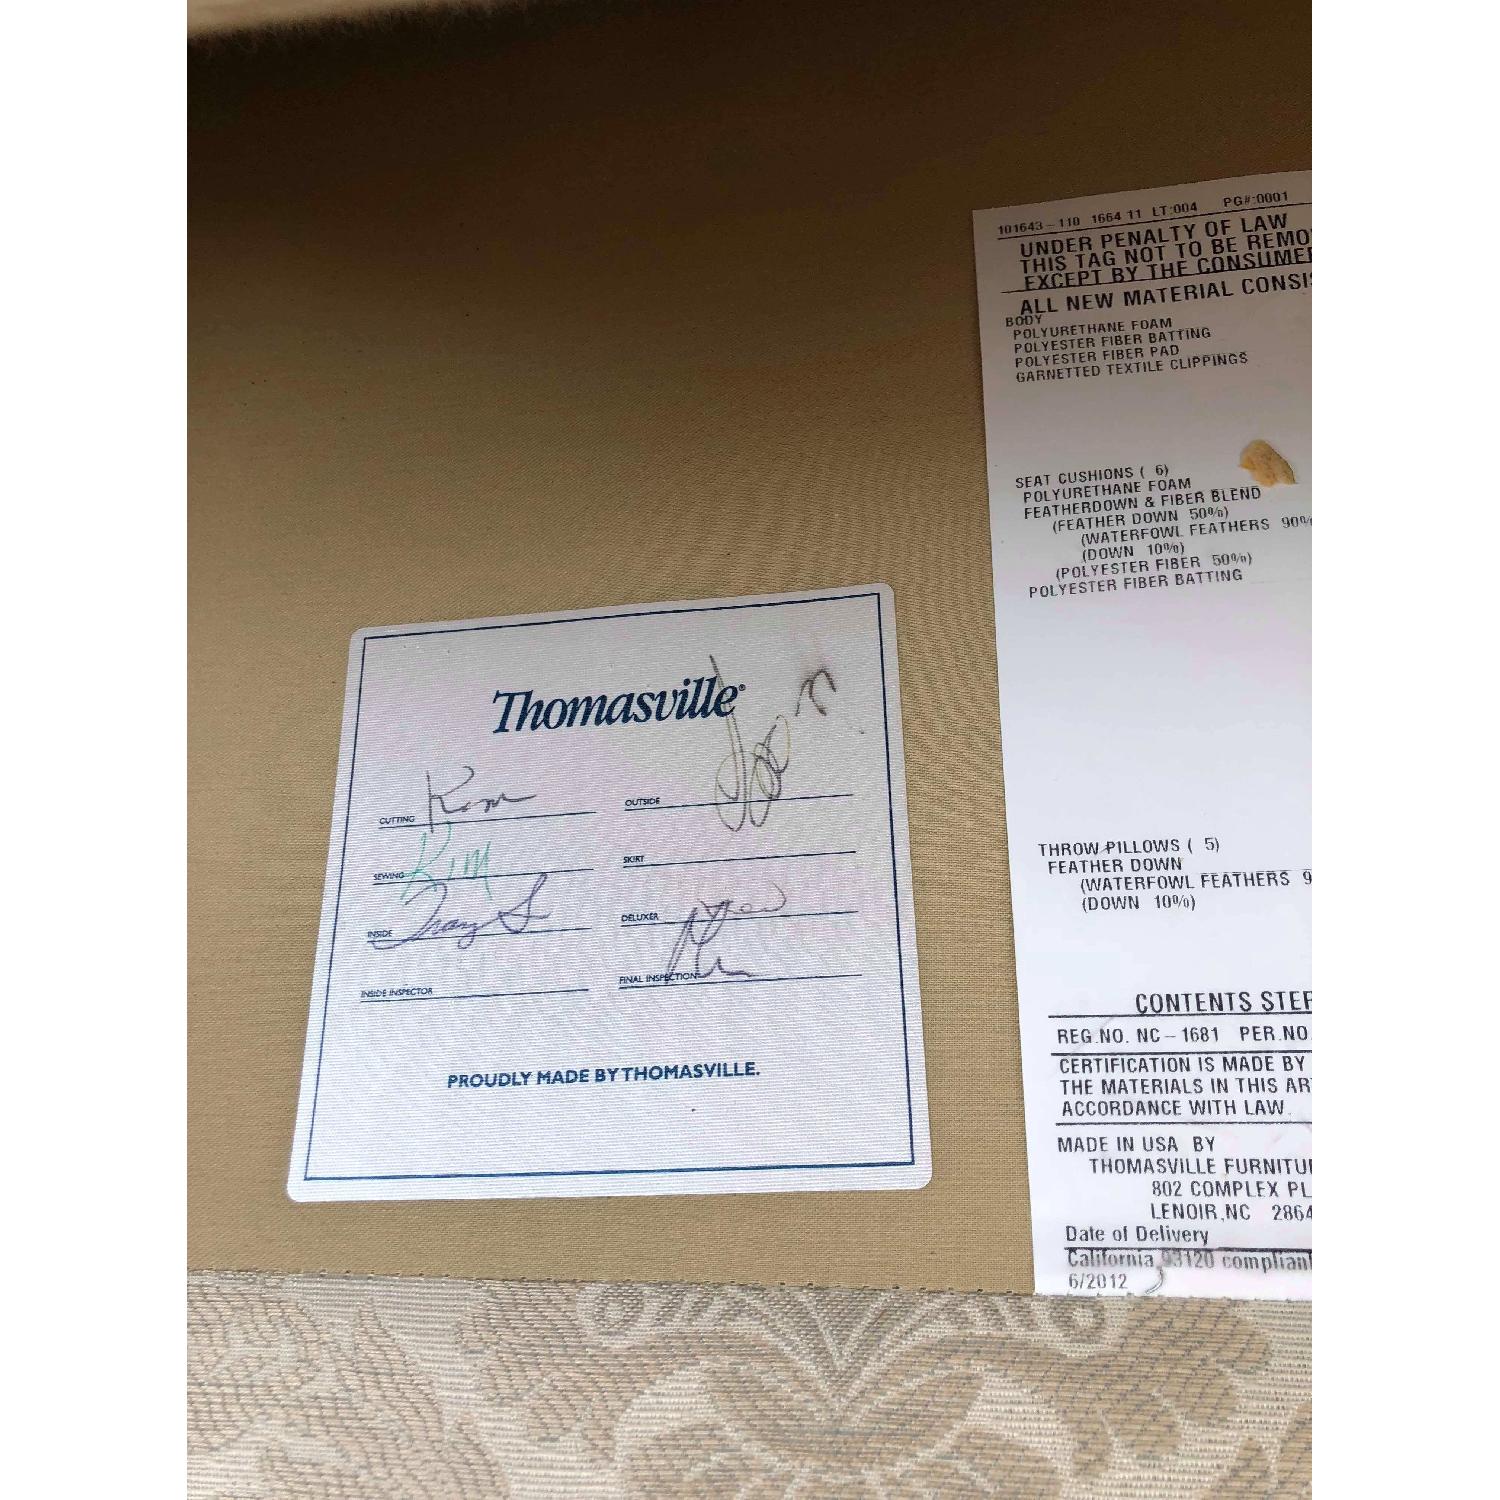 Thomasville®
CUTTING Kim
SEWING KIM
INSIDE Tracy S
INSIDE INSPECTOR
OUTSIDE
SKIRT
DELUXER
FINAL INSPECTION
PROUDLY MADE BY THOMASVILLE.
101643-110 1664 11 LT:004 PG#:0001
UNDER PENALTY OF LAW
THIS TAG NOT TO BE REMO
EXCEPT BY THE CONSUMER
ALL NEW MATERIAL CONSIS
BODY
POLYURETHANE FOAM
POLYESTER FIBER BATTING
POLYESTER FIBER PAD
GARNETTED TEXTILE CLIPPINGS
SEAT CUSHIONS ( 6)
POLYURETHANE FOAM
FEATHERDOWN & FIBER BLEND
(FEATHER DOWN 50%)
(WATERFOWL FEATHERS 90%
(DOWN 10%)
(POLYESTER FIBER 50%)
POLYESTER FIBER BATTING
THROW PILLOWS ( 5)
FEATHER DOWN
(WATERFOWL FEATHERS 9
(DOWN 10%)
CONTENTS STER
REG.NO. NC-1681 PER.NO.
CERTIFICATION IS MADE BY
THE MATERIALS IN THIS AR
ACCORDANCE WITH LAW.
MADE IN USA BY
THOMASVILLE FURNITU
802 COMPLEX PL
LENOIR,NC 2864
Date of Delivery
California 93120 compliant
6/2012